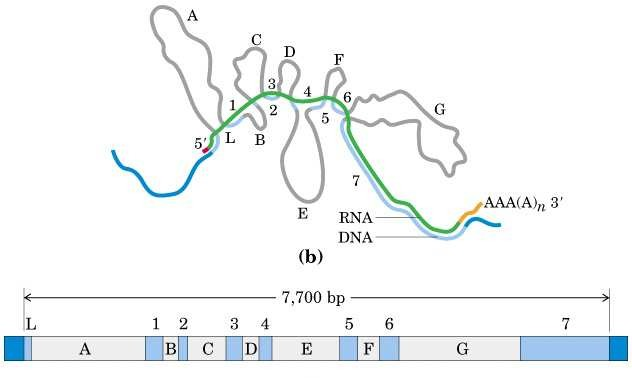 A
C
D
F
3
4
6
G
1
2
5
5′
L
B
7
E
AAA(A)n 3′
RNA
DNA
(b)
7,700 bp
L 1 2 3 4 5 6 7
A B C D E F G